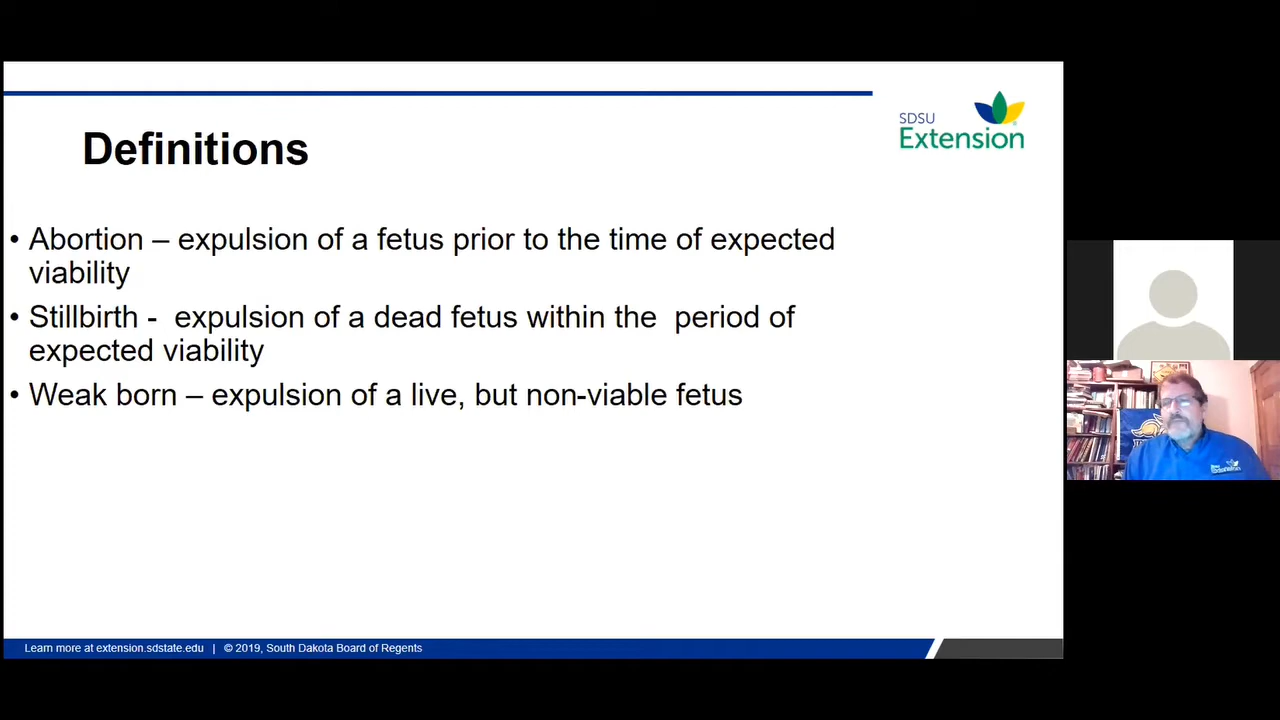 SDSU
Extension
Definitions
• Abortion – expulsion of a fetus prior to the time of expected
viability
• Stillbirth -  expulsion of a dead fetus within the  period of
expected viability
• Weak born – expulsion of a live, but non-viable fetus
Extension
Learn more at extension.sdstate.edu   |   © 2019, South Dakota Board of Regents